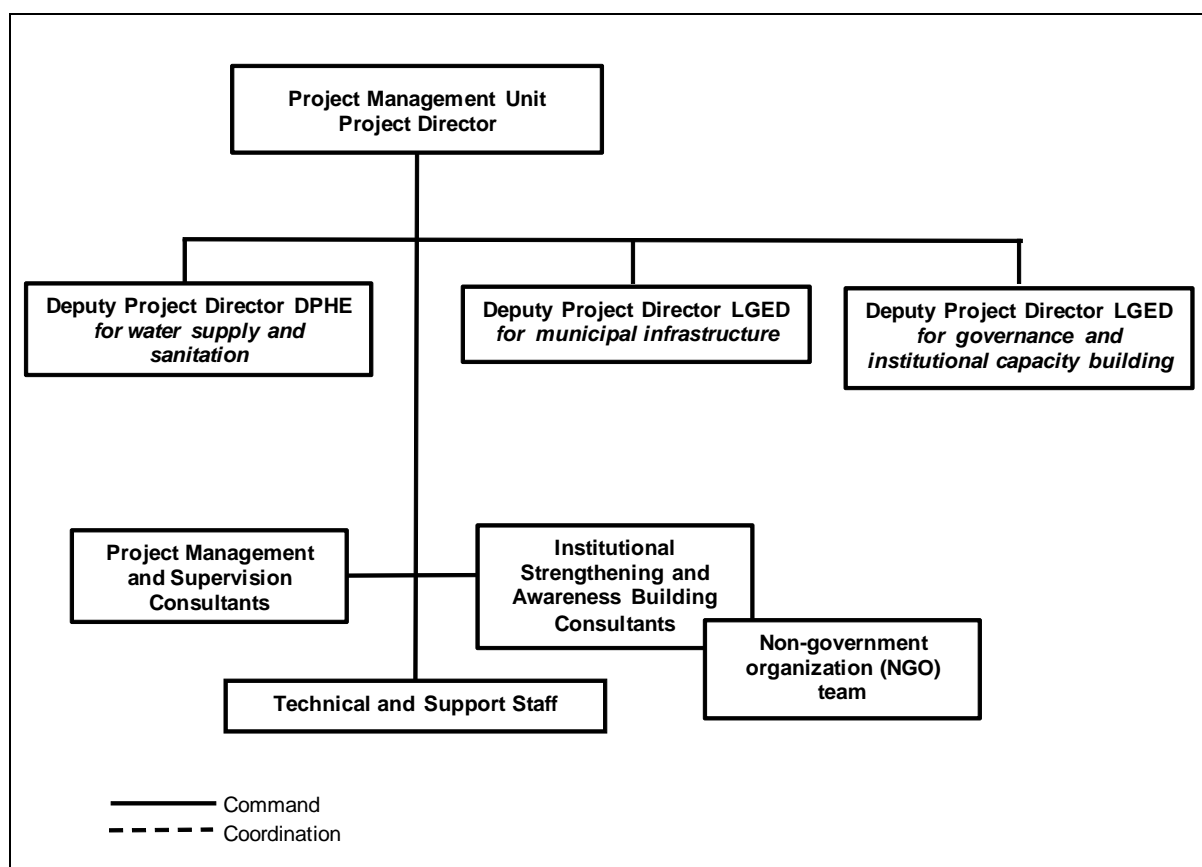 Project Management Unit
Project Director
Deputy Project Director DPHE
for water supply and
sanitation
Deputy Project Director LGED
for municipal infrastructure
Deputy Project Director LGED
for governance and
institutional capacity building
Project Management
and Supervision
Consultants
Institutional
Strengthening and
Awareness Building
Consultants
Non-government
organization (NGO)
team
Technical and Support Staff
Command
Coordination